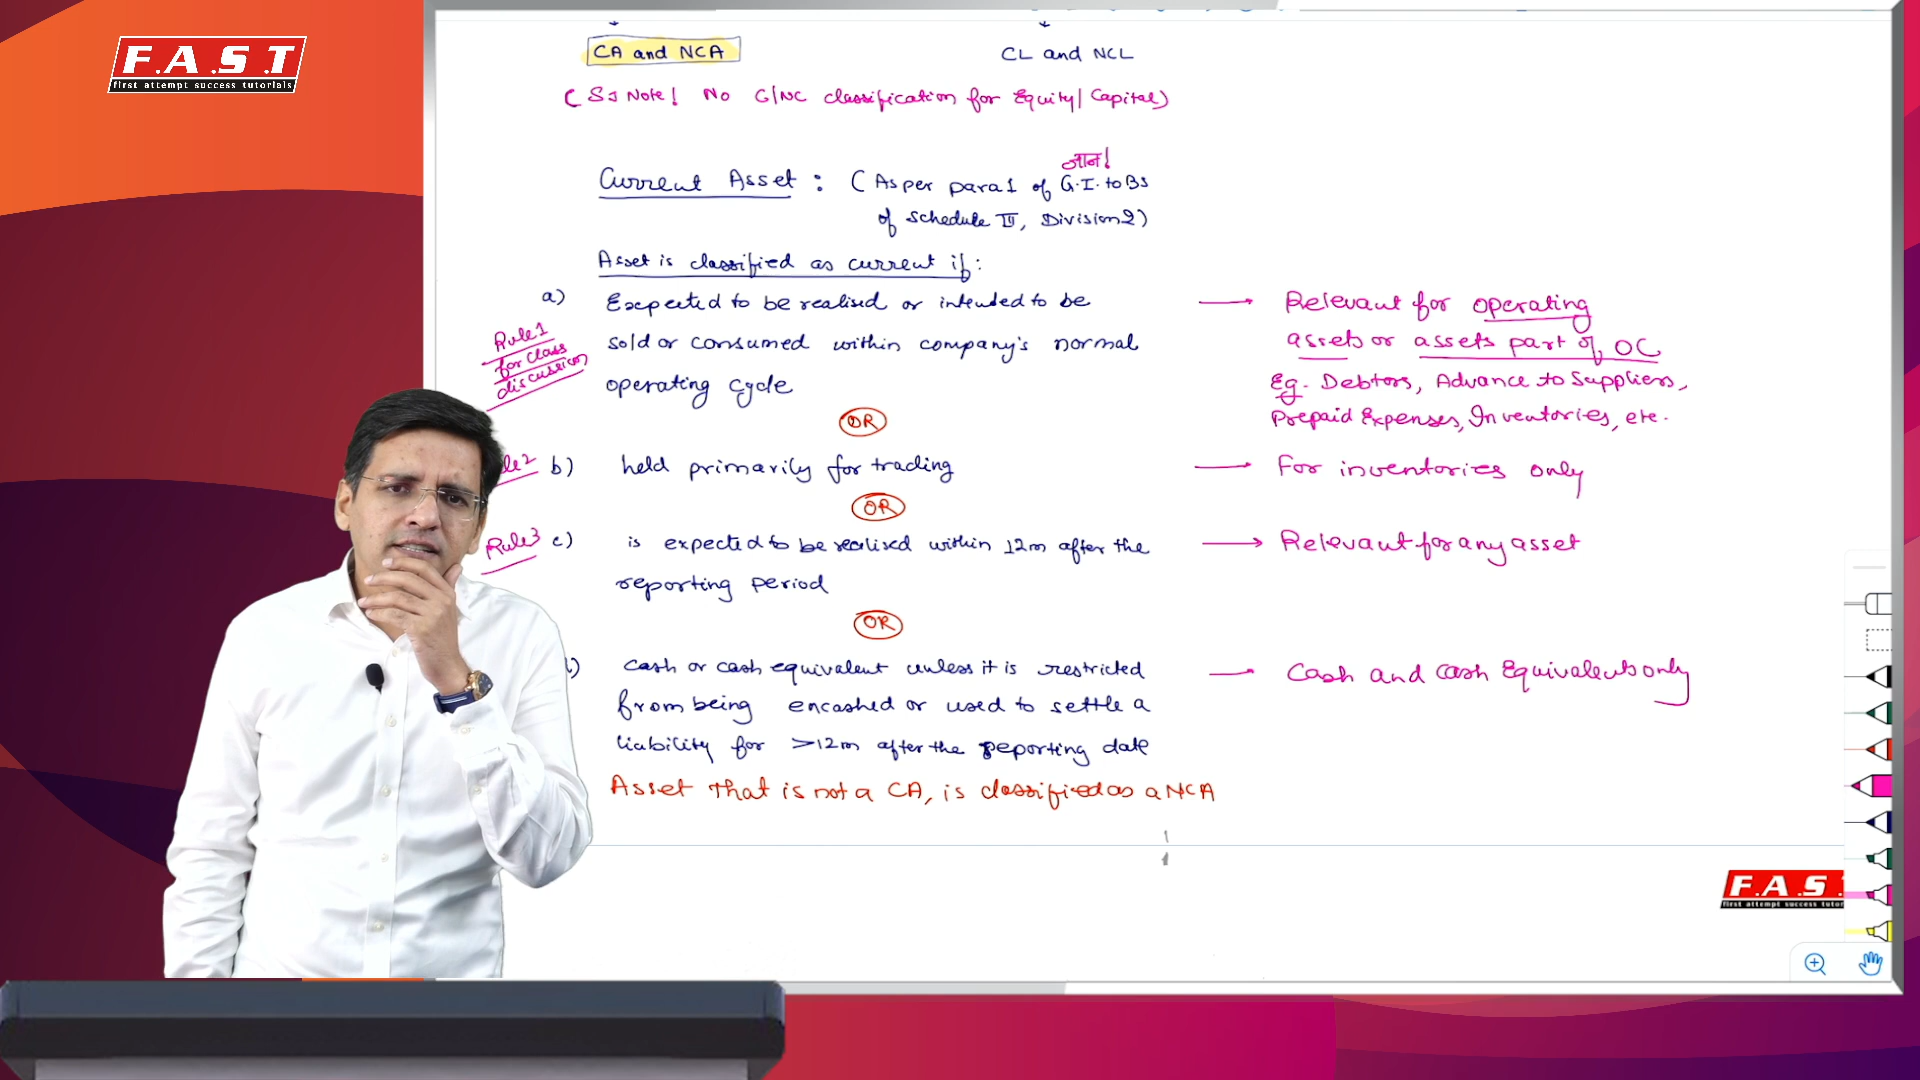 F.A.S.T
first attempt success tutorials
CA and NCA
CL and NCL
(SJ Note! No C/NC classification for Equity/Capital)
जान!
Current Asset : (As per para 1 of G.I. to BS
of Schedule III, Division 2)
Asset is classified as current if:
a) Expected to be realised or intended to be
sold or consumed within company's normal
operating cycle
Rule 1
for class
discussion
Relevant for operating
assets or assets part of OC
Eg. Debtors, Advance to Suppliers,
Prepaid Expenses, Inventories, etc.
OR
b) held primarily for trading
For inventories only
OR
Rule 3 c) is expected to be realised within 12m after the
reporting period
Relevant for any asset
OR
cash or cash equivalent unless it is restricted
from being encashed or used to settle a
liability for >12m after the reporting date
Cash and Cash Equivalents only
Asset that is not a CA, is classified as a NCA
F.A.S.T
first attempt success tutor